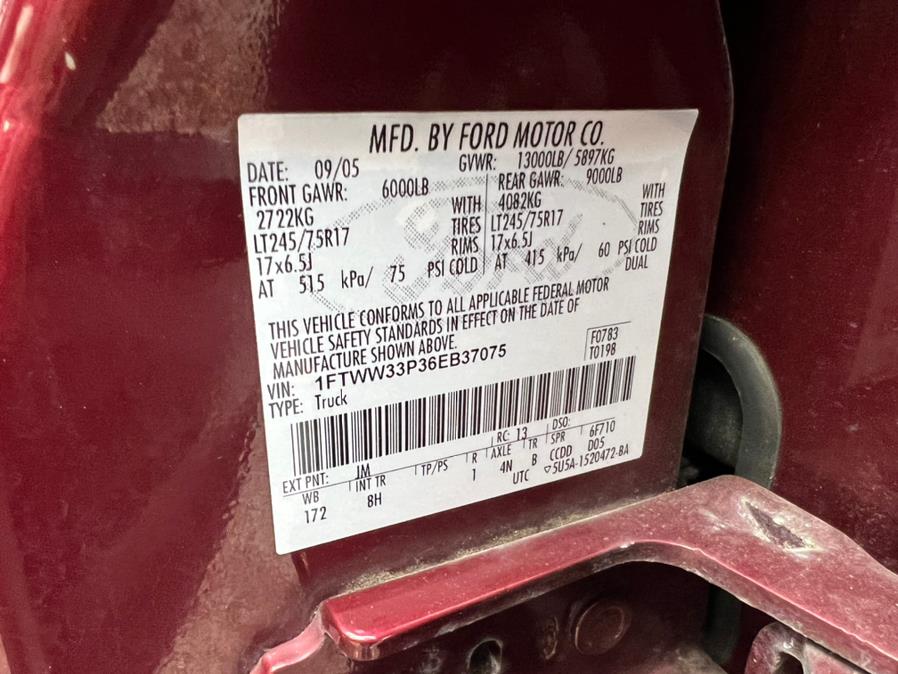 MFD. BY FORD MOTOR CO.
DATE: 09/05 GVWR: 13000LB/ 5897KG
FRONT GAWR: 6000LB REAR GAWR: 9000LB
2722KG WITH 4082KG WITH
LT245/75R17 TIRES LT245/75R17 TIRES
17x6.5J RIMS 17x6.5J RIMS
AT 515 kPa/ 75 PSI COLD AT 415 kPa/ 60 PSI COLD
DUAL
THIS VEHICLE CONFORMS TO ALL APPLICABLE FEDERAL MOTOR
VEHICLE SAFETY STANDARDS IN EFFECT ON THE DATE OF
MANUFACTURE SHOWN ABOVE.
F0783
VIN: 1FTWW33P36EB37075 T0198
TYPE: Truck
EXT PNT: JM RC: 13 DSO:
WB INT TR TP/PS R AXLE TR SPR 6F710
172 8H 1 4N B CCDD D05
UTC 5U5A-1520472-BA